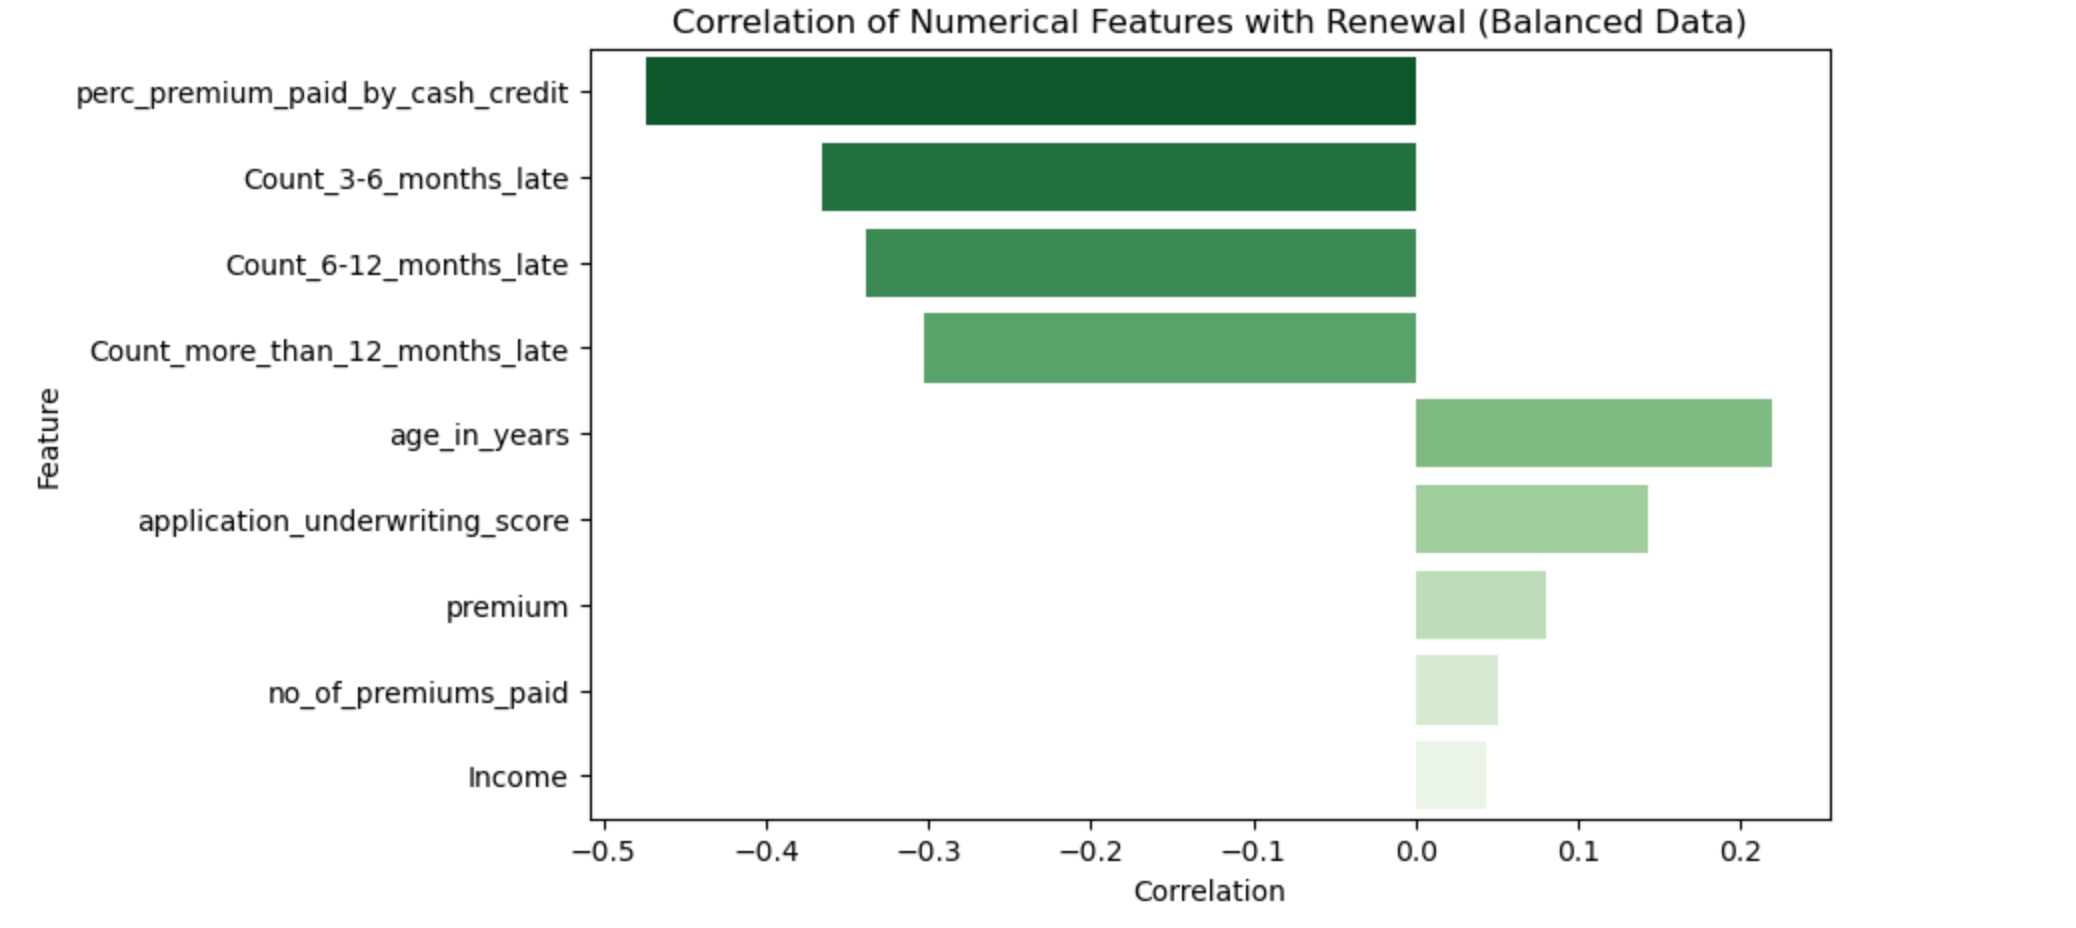 Correlation of Numerical Features with Renewal (Balanced Data)
Feature
perc_premium_paid_by_cash_credit
Count_3-6_months_late
Count_6-12_months_late
Count_more_than_12_months_late
age_in_years
application_underwriting_score
premium
no_of_premiums_paid
Income
−0.5 −0.4 −0.3 −0.2 −0.1 0.0 0.1 0.2
Correlation